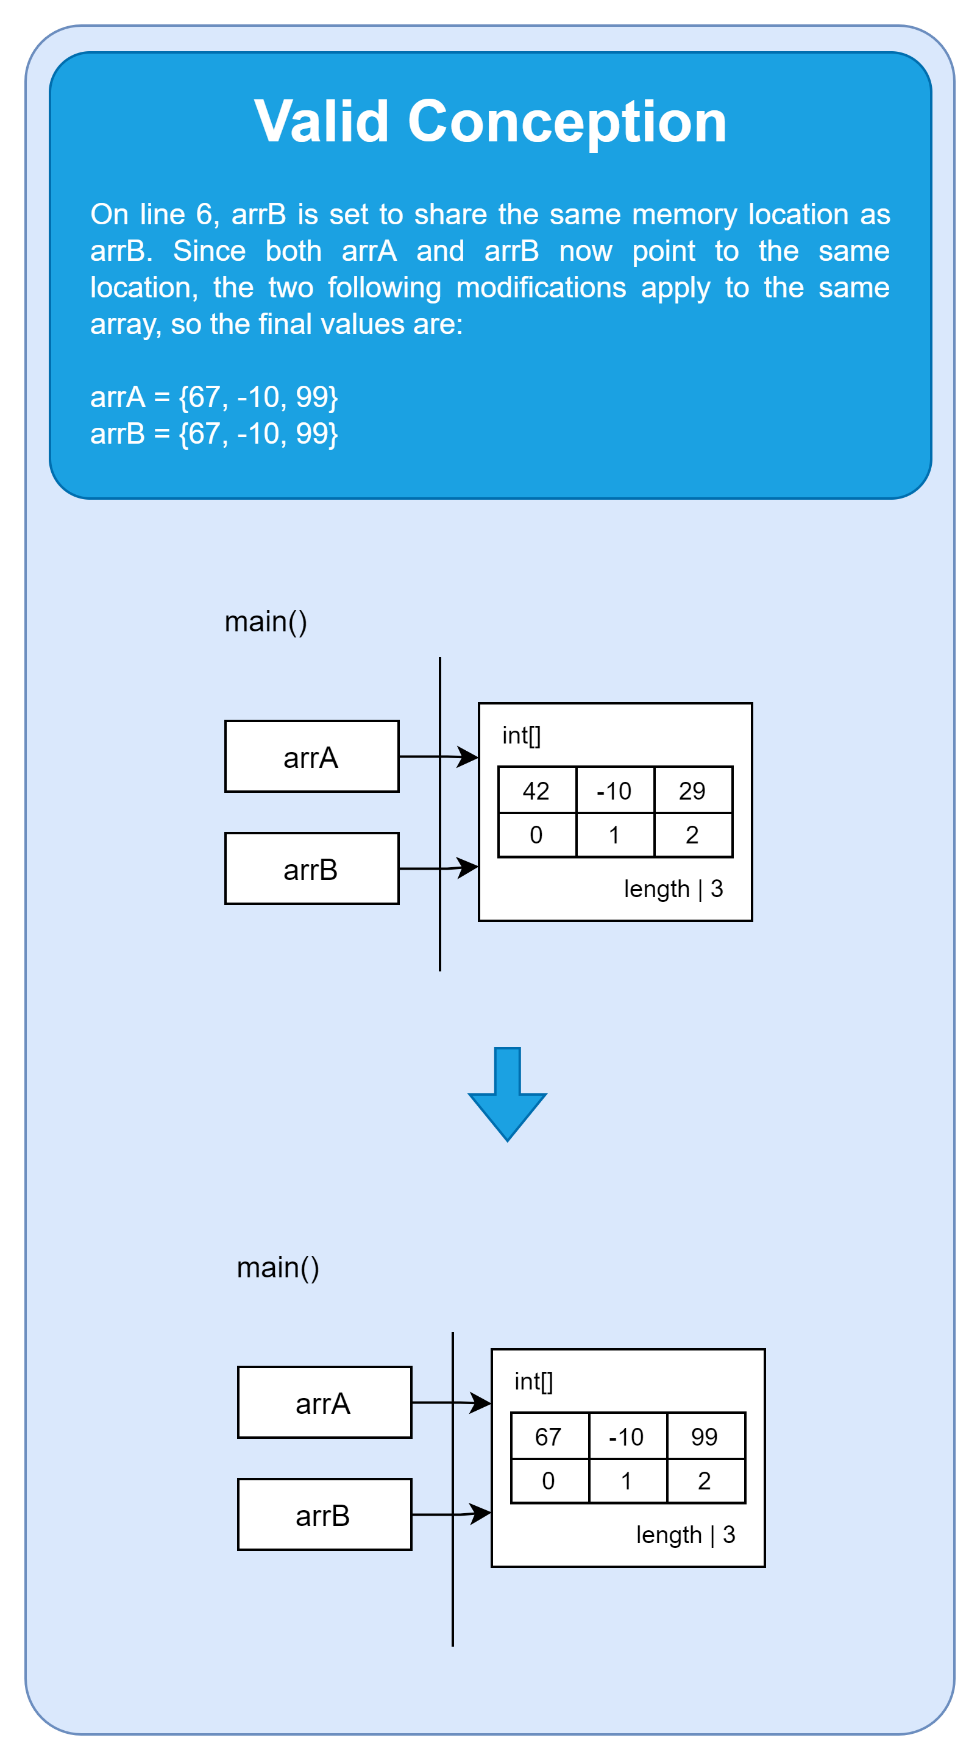 Valid Conception
On line 6, arrB is set to share the same memory location as
arrB. Since both arrA and arrB now point to the same
location, the two following modifications apply to the same
array, so the final values are:
arrA = {67, -10, 99}
arrB = {67, -10, 99}
main()
int[]
arrA
42 -10 29
0 1 2
arrB
length | 3
main()
int[]
arrA
67 -10 99
0 1 2
arrB
length | 3